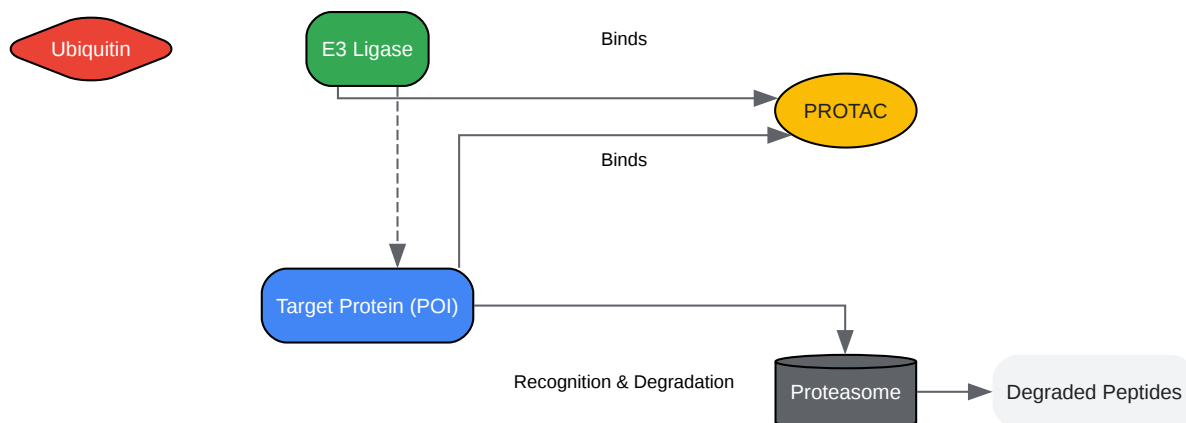 Ubiquitin
E3 Ligase
Binds
PROTAC
Binds
Target Protein (POI)
Recognition & Degradation
Proteasome
Degraded Peptides